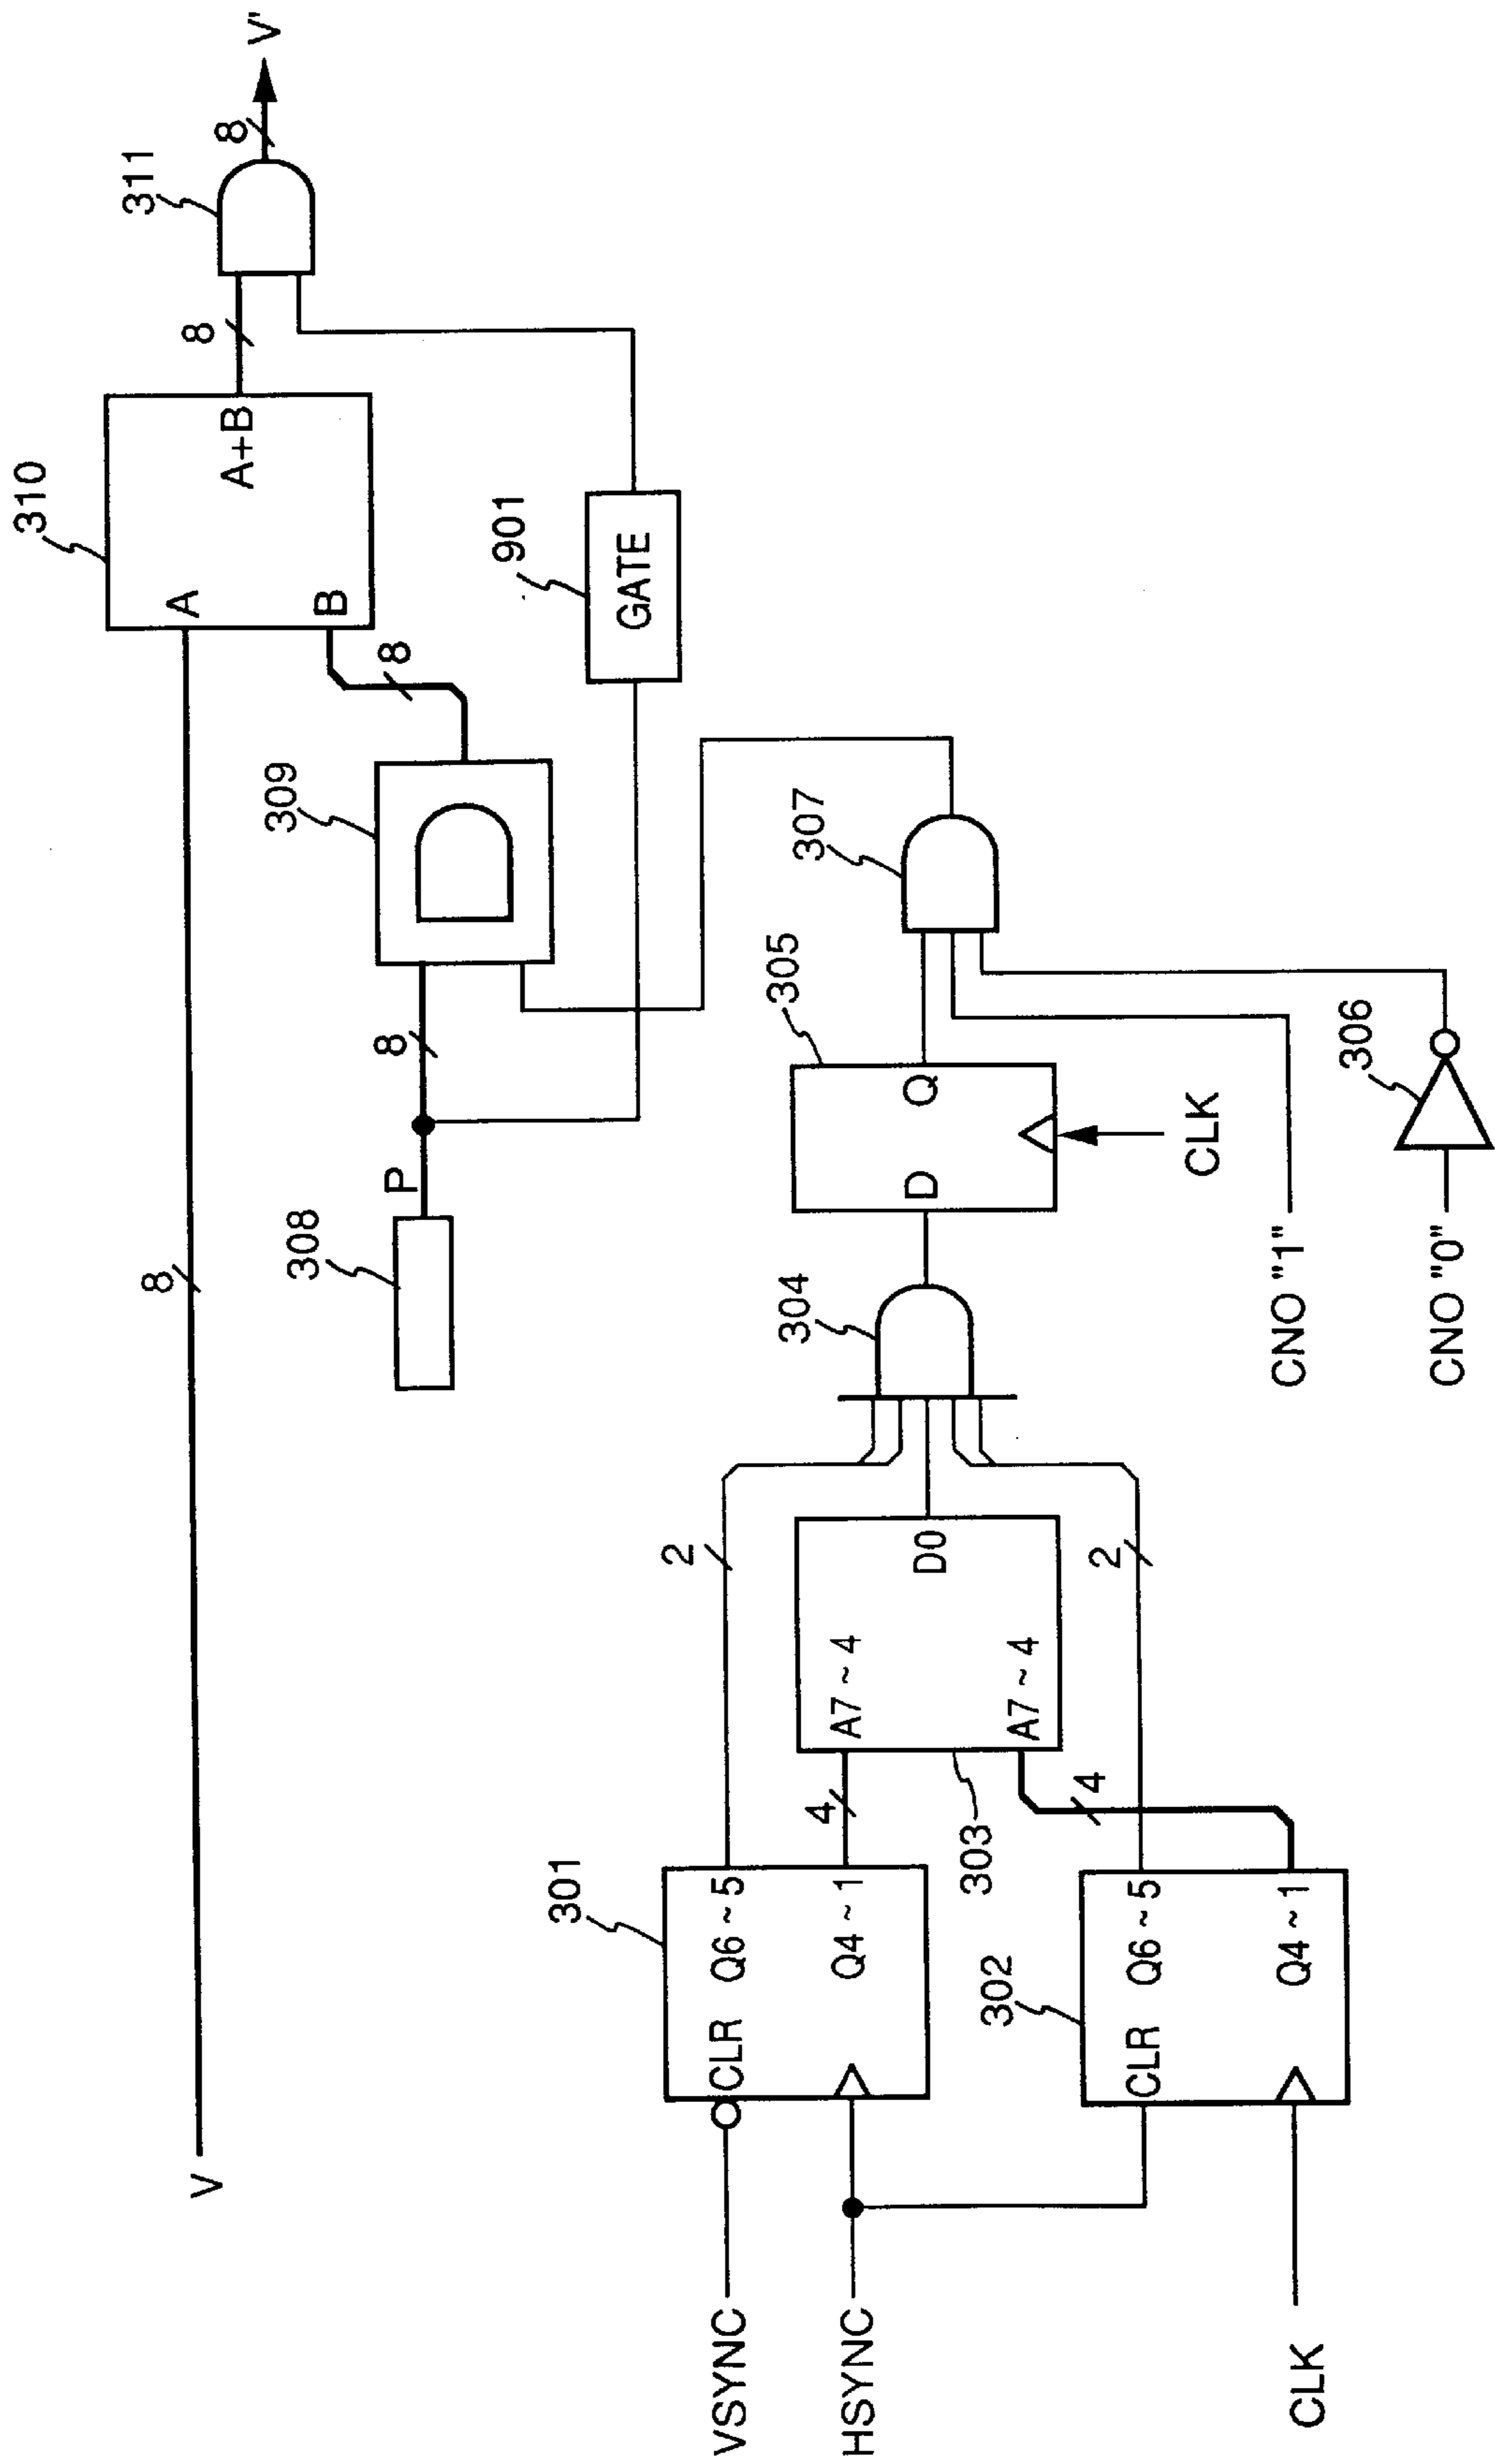 V
8
308
P
8
309
8
310
A
B
A+B
8
311
8
V'
901
GATE
VSYNC
HSYNC
CLK
301
CLR
Q6 ~ 5
Q4 ~ 1
302
CLR
Q6 ~ 5
Q4 ~ 1
2
4
4
2
303
A7 ~ 4
A7 ~ 4
D0
304
305
D
Q
CLK
307
CNO "1"
CNO "0"
306